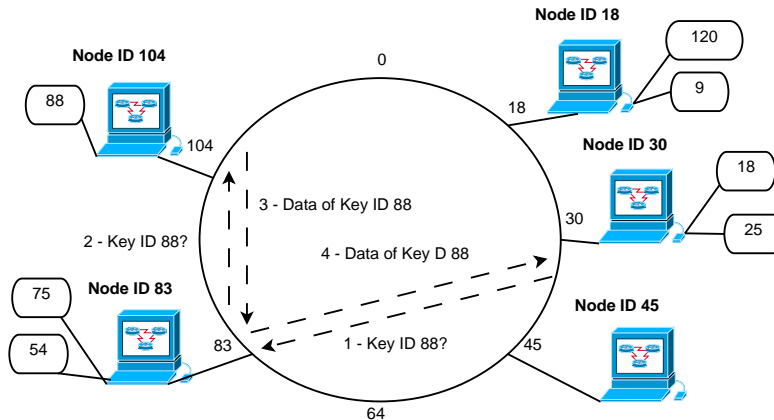 Node ID 18
120
0
Node ID 104
88
9
18
104
Node ID 30
18
3 - Data of Key ID 88
30
25
2 - Key ID 88?
4 - Data of Key D 88
Node ID 83
75
Node ID 45
54
83
1 - Key ID 88?
45
64